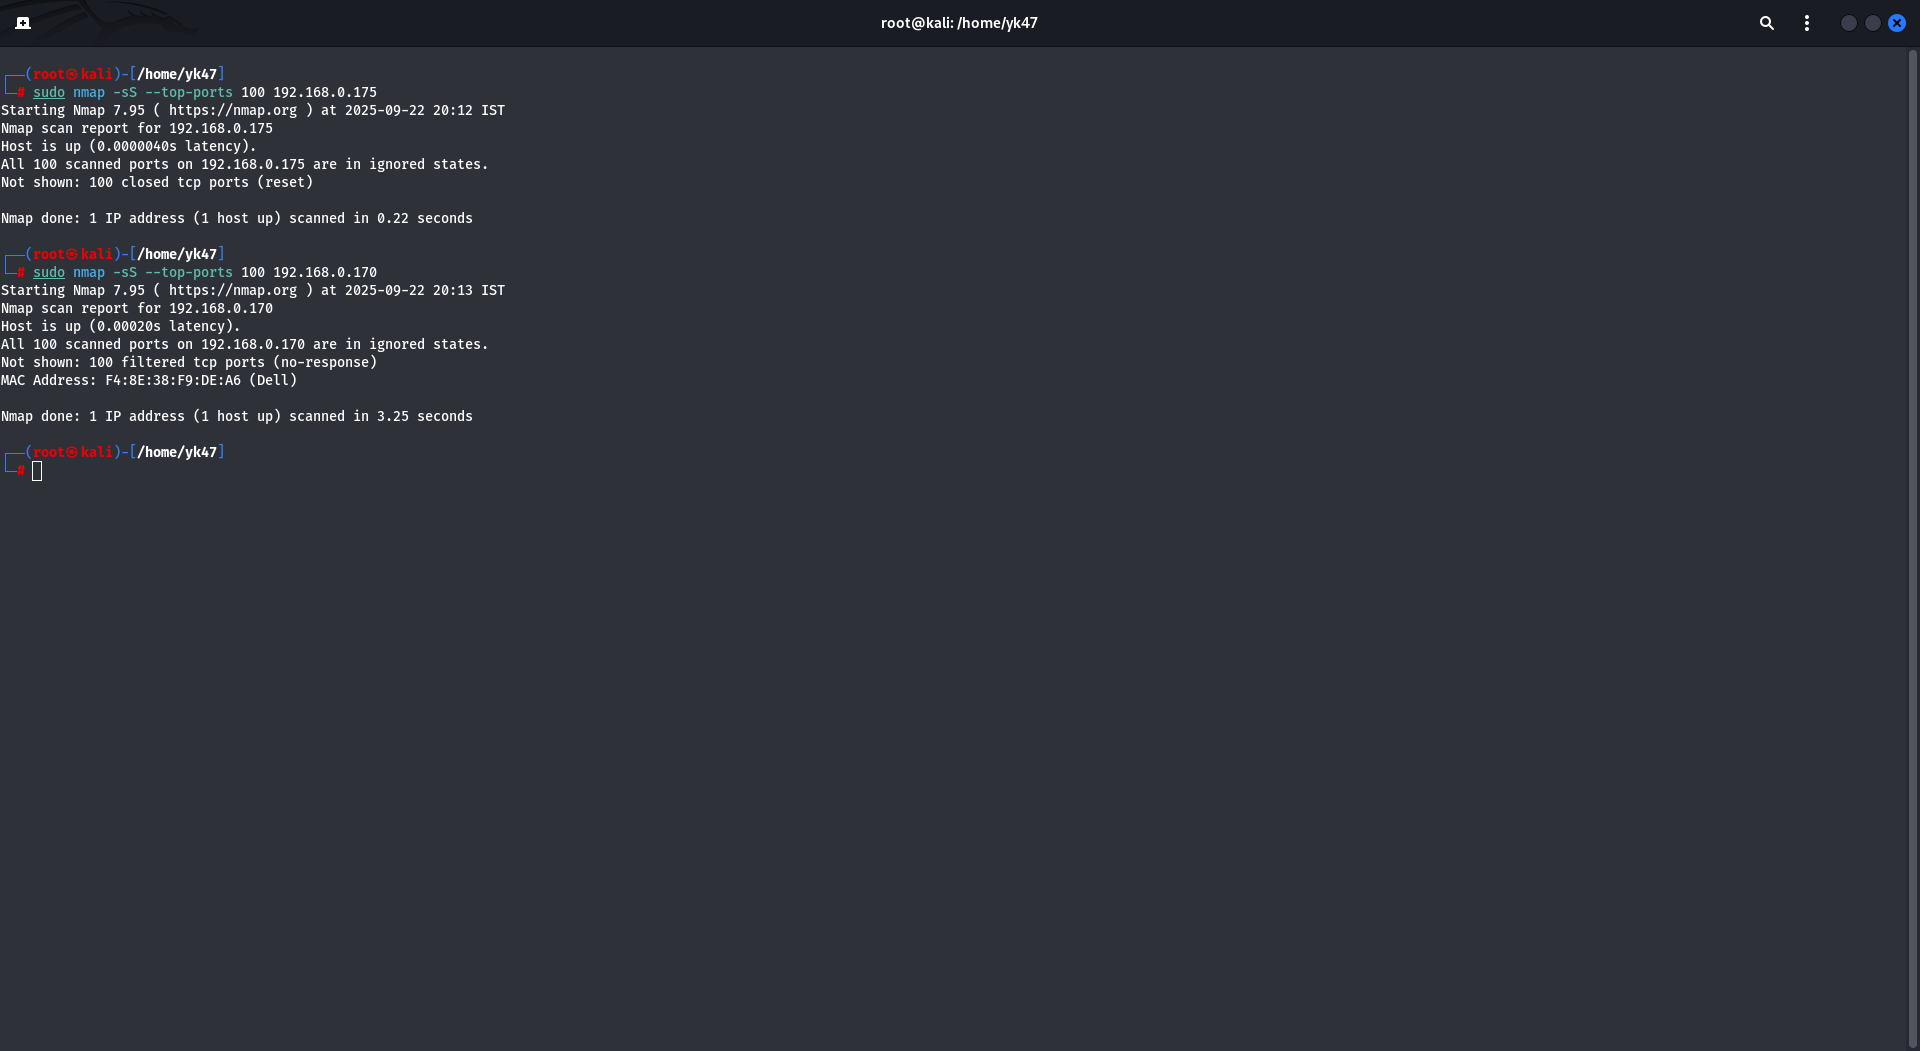 root@kali: /home/yk47
┌──(root㉿kali)-[/home/yk47]
└─# sudo nmap -sS --top-ports 100 192.168.0.175
Starting Nmap 7.95 ( https://nmap.org ) at 2025-09-22 20:12 IST
Nmap scan report for 192.168.0.175
Host is up (0.0000040s latency).
All 100 scanned ports on 192.168.0.175 are in ignored states.
Not shown: 100 closed tcp ports (reset)
Nmap done: 1 IP address (1 host up) scanned in 0.22 seconds
┌──(root㉿kali)-[/home/yk47]
└─# sudo nmap -sS --top-ports 100 192.168.0.170
Starting Nmap 7.95 ( https://nmap.org ) at 2025-09-22 20:13 IST
Nmap scan report for 192.168.0.170
Host is up (0.00020s latency).
All 100 scanned ports on 192.168.0.170 are in ignored states.
Not shown: 100 filtered tcp ports (no-response)
MAC Address: F4:8E:38:F9:DE:A6 (Dell)
Nmap done: 1 IP address (1 host up) scanned in 3.25 seconds
┌──(root㉿kali)-[/home/yk47]
└─#